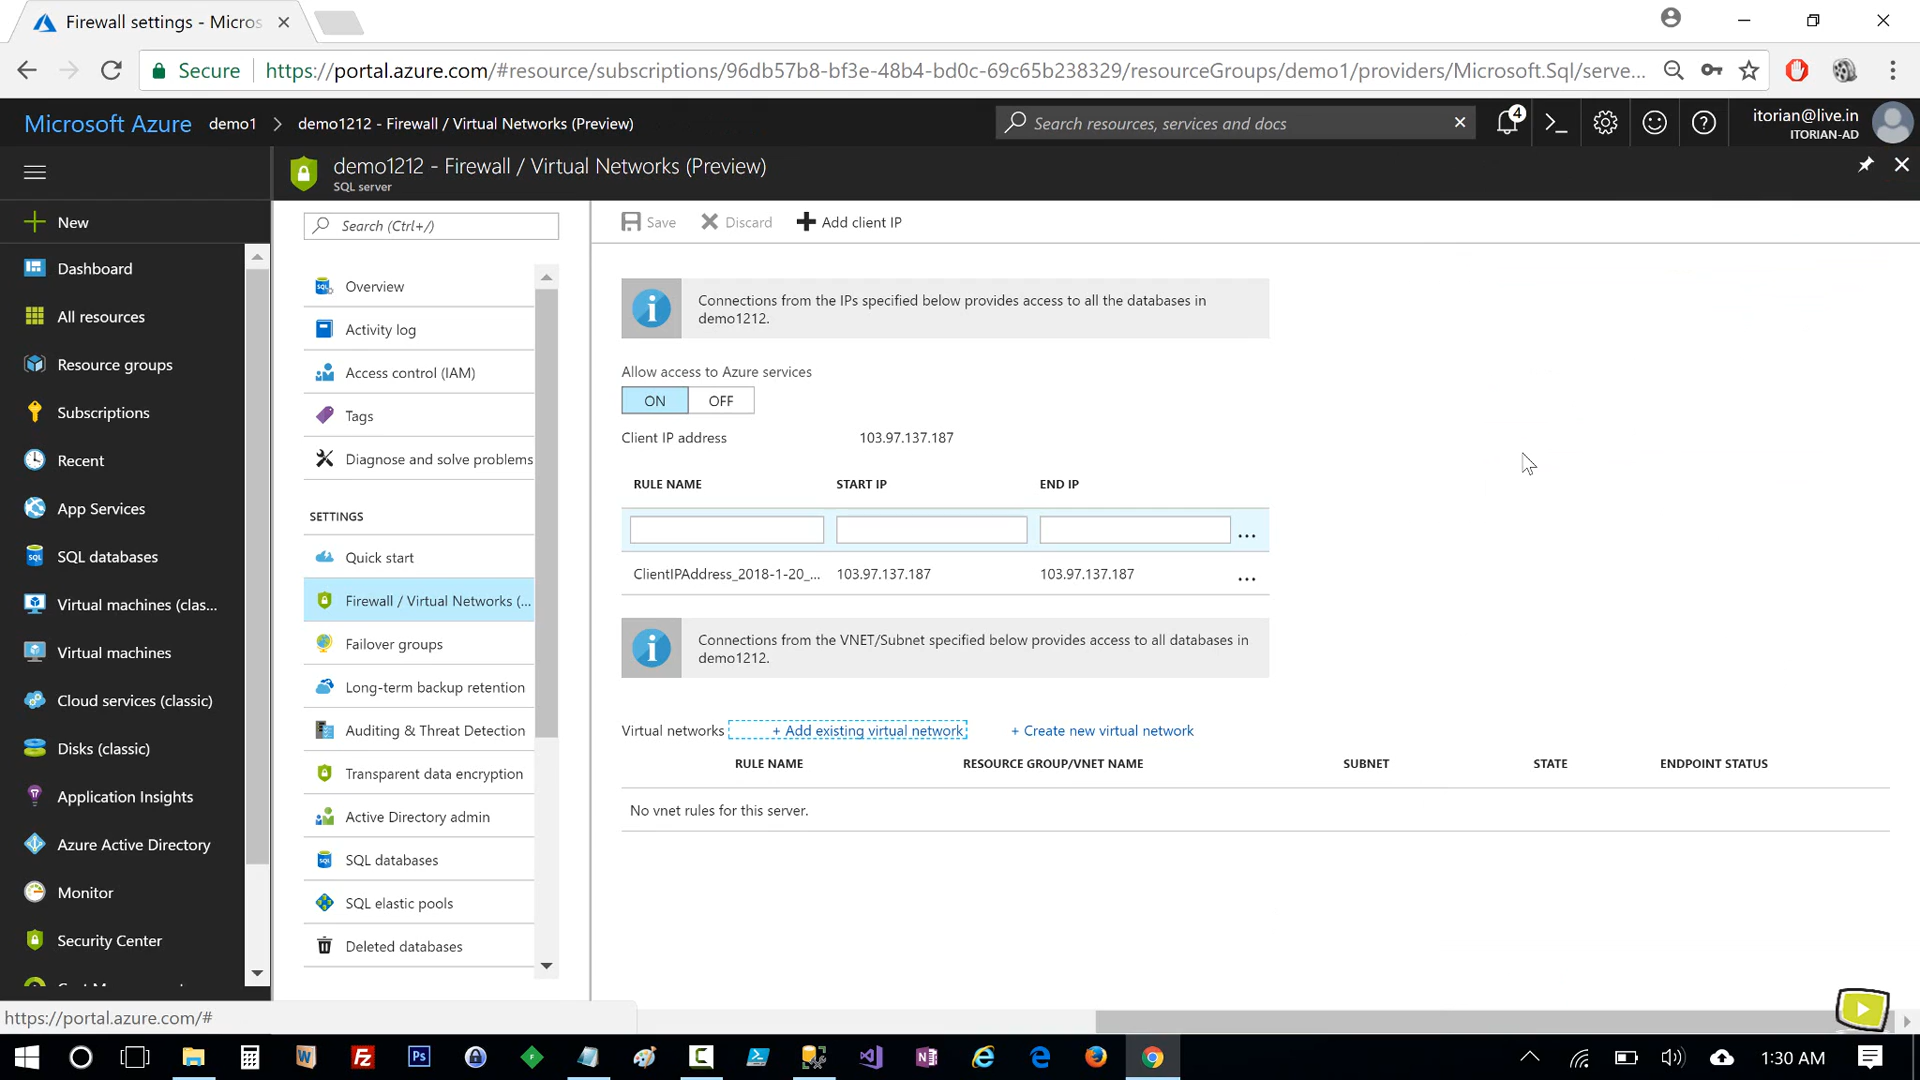 Firewall settings - Micros
Secure
https://portal.azure.com/#resource/subscriptions/96db57b8-bf3e-48b4-bd0c-69c65b238329/resourceGroups/demo1/providers/Microsoft.Sql/serve...
Microsoft Azure demo1 > demo1212 - Firewall / Virtual Networks (Preview)
Search resources, services and docs
4
itorian@live.in
ITORIAN-AD
demo1212 - Firewall / Virtual Networks (Preview)
SQL server
New
Dashboard
All resources
Resource groups
Subscriptions
Recent
App Services
SQL databases
Virtual machines (clas...
Virtual machines
Cloud services (classic)
Disks (classic)
Application Insights
Azure Active Directory
Monitor
Security Center
Search (Ctrl+/)
Overview
Activity log
Access control (IAM)
Tags
Diagnose and solve problems
SETTINGS
Quick start
Firewall / Virtual Networks (...
Failover groups
Long-term backup retention
Auditing & Threat Detection
Transparent data encryption
Active Directory admin
SQL databases
SQL elastic pools
Deleted databases
Save Discard Add client IP
Connections from the IPs specified below provides access to all the databases in
demo1212.
Allow access to Azure services
ON OFF
Client IP address 103.97.137.187
RULE NAME START IP END IP
...
ClientIPAddress_2018-1-20_... 103.97.137.187 103.97.137.187 ...
Connections from the VNET/Subnet specified below provides access to all databases in
demo1212.
Virtual networks + Add existing virtual network + Create new virtual network
RULE NAME RESOURCE GROUP/VNET NAME SUBNET STATE ENDPOINT STATUS
No vnet rules for this server.
https://portal.azure.com/#
1:30 AM